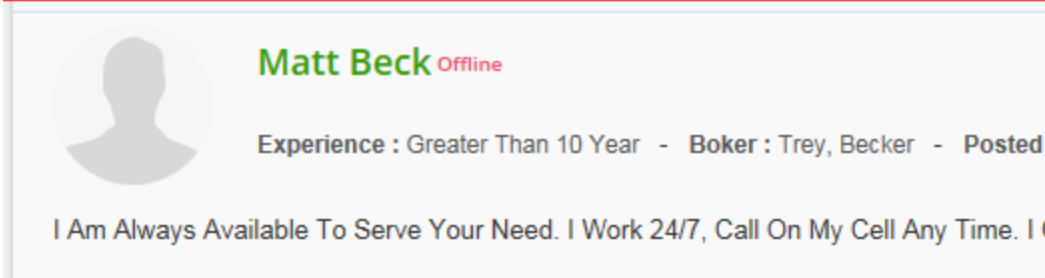 Matt Beck Offline
Experience : Greater Than 10 Year - Boker : Trey, Becker - Posted
I Am Always Available To Serve Your Need. I Work 24/7, Call On My Cell Any Time. I